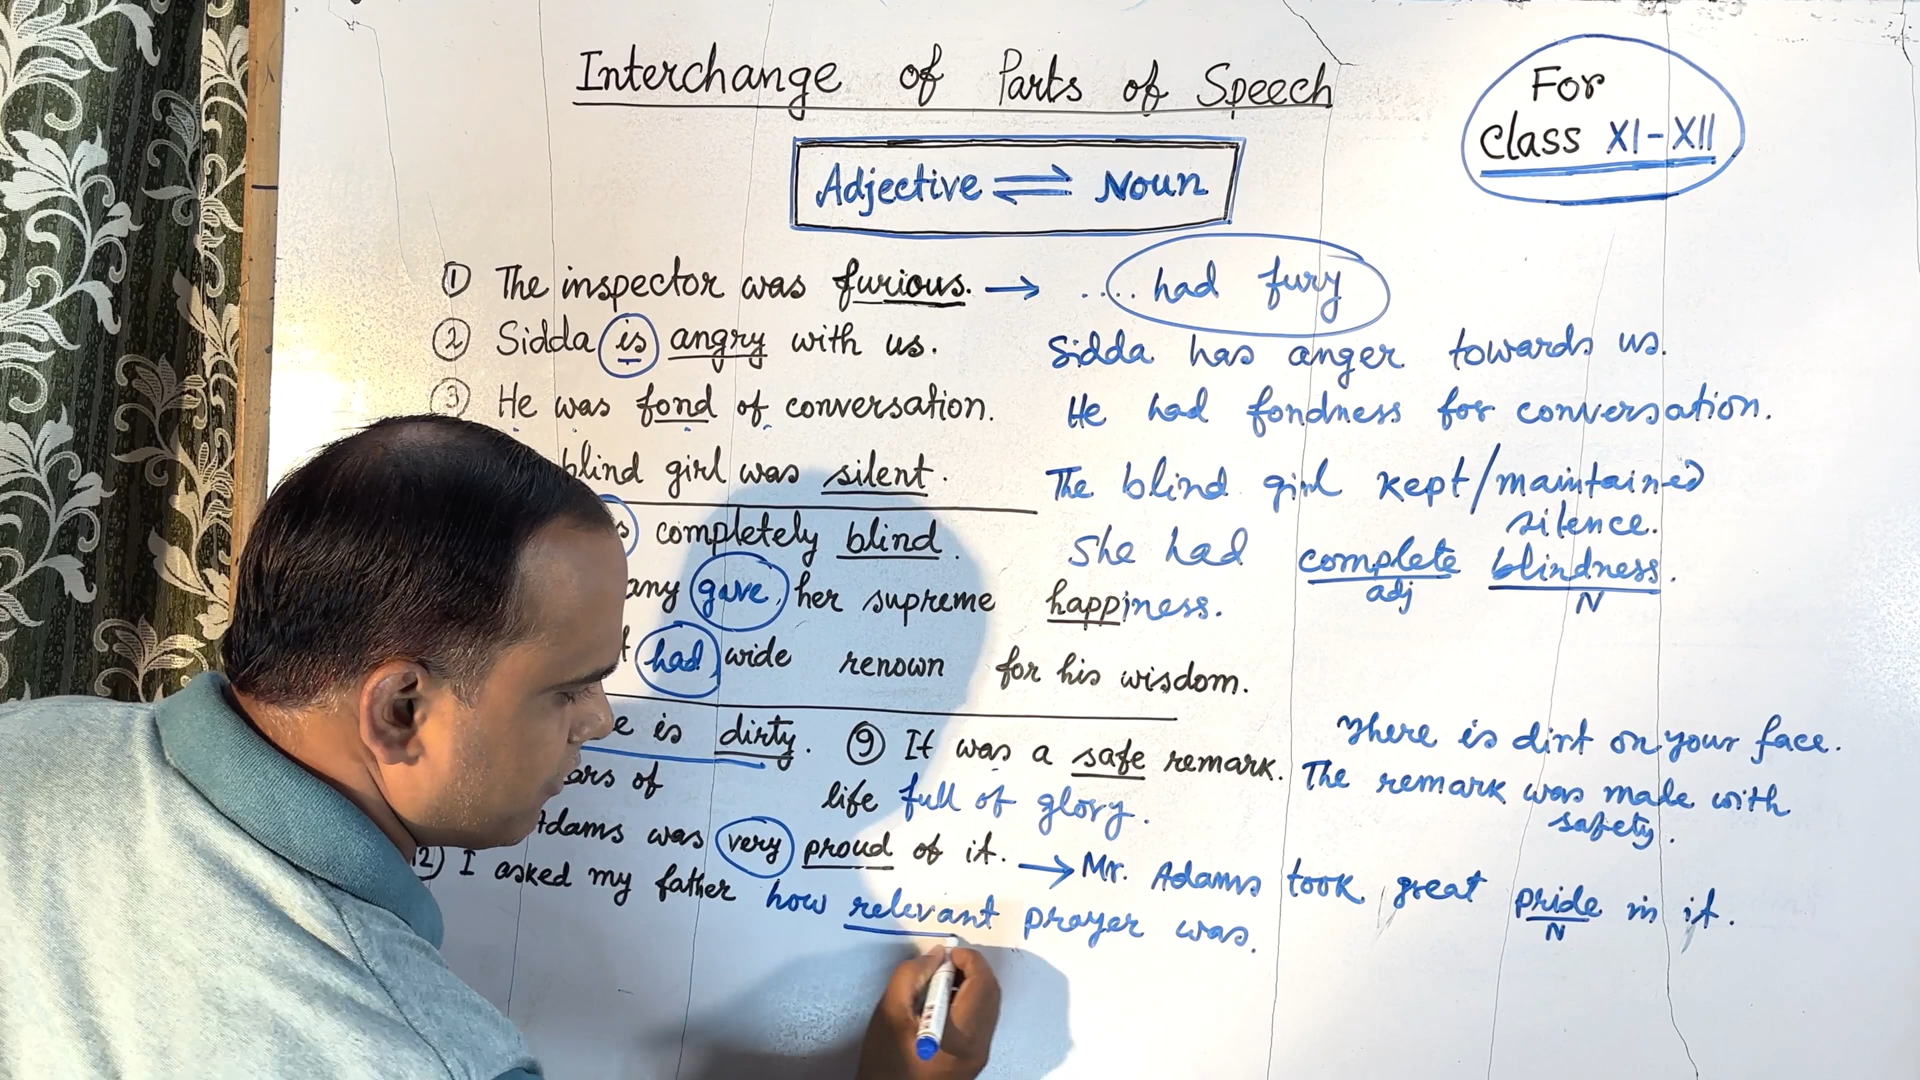 Interchange of Parts of Speech
For
Class XI-XII
Adjective ⇌ Noun
① The inspector was furious. → .... had fury
② Sidda is angry with us. Sidda has anger towards us.
③ He was fond of conversation. He had fondness for conversation.
blind girl was silent. The blind girl kept/maintained
silence.
completely blind. She had complete blindness.
adj N
any gave her supreme happiness.
had wide renown for his wisdom.
e is dirty. ⑨ It was a safe remark. There is dirt on your face.
ars of life full of glory. The remark was made with
safety.
Adams was very proud of it. → Mr. Adams took great pride in it.
N
12) I asked my father how relevant prayer was.